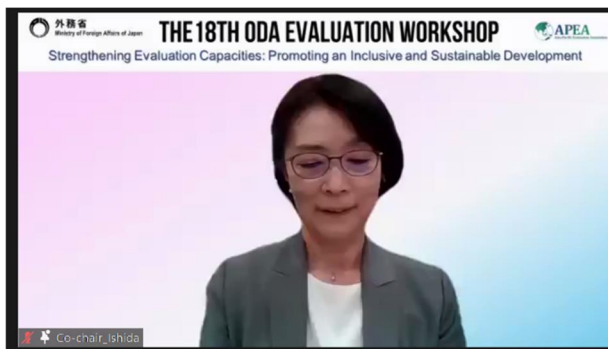 外務省
Ministry of Foreign Affairs of Japan
THE 18TH ODA EVALUATION WORKSHOP
APEA
Strengthening Evaluation Capacities: Promoting an Inclusive and Sustainable Development
Co-chair_Ishida